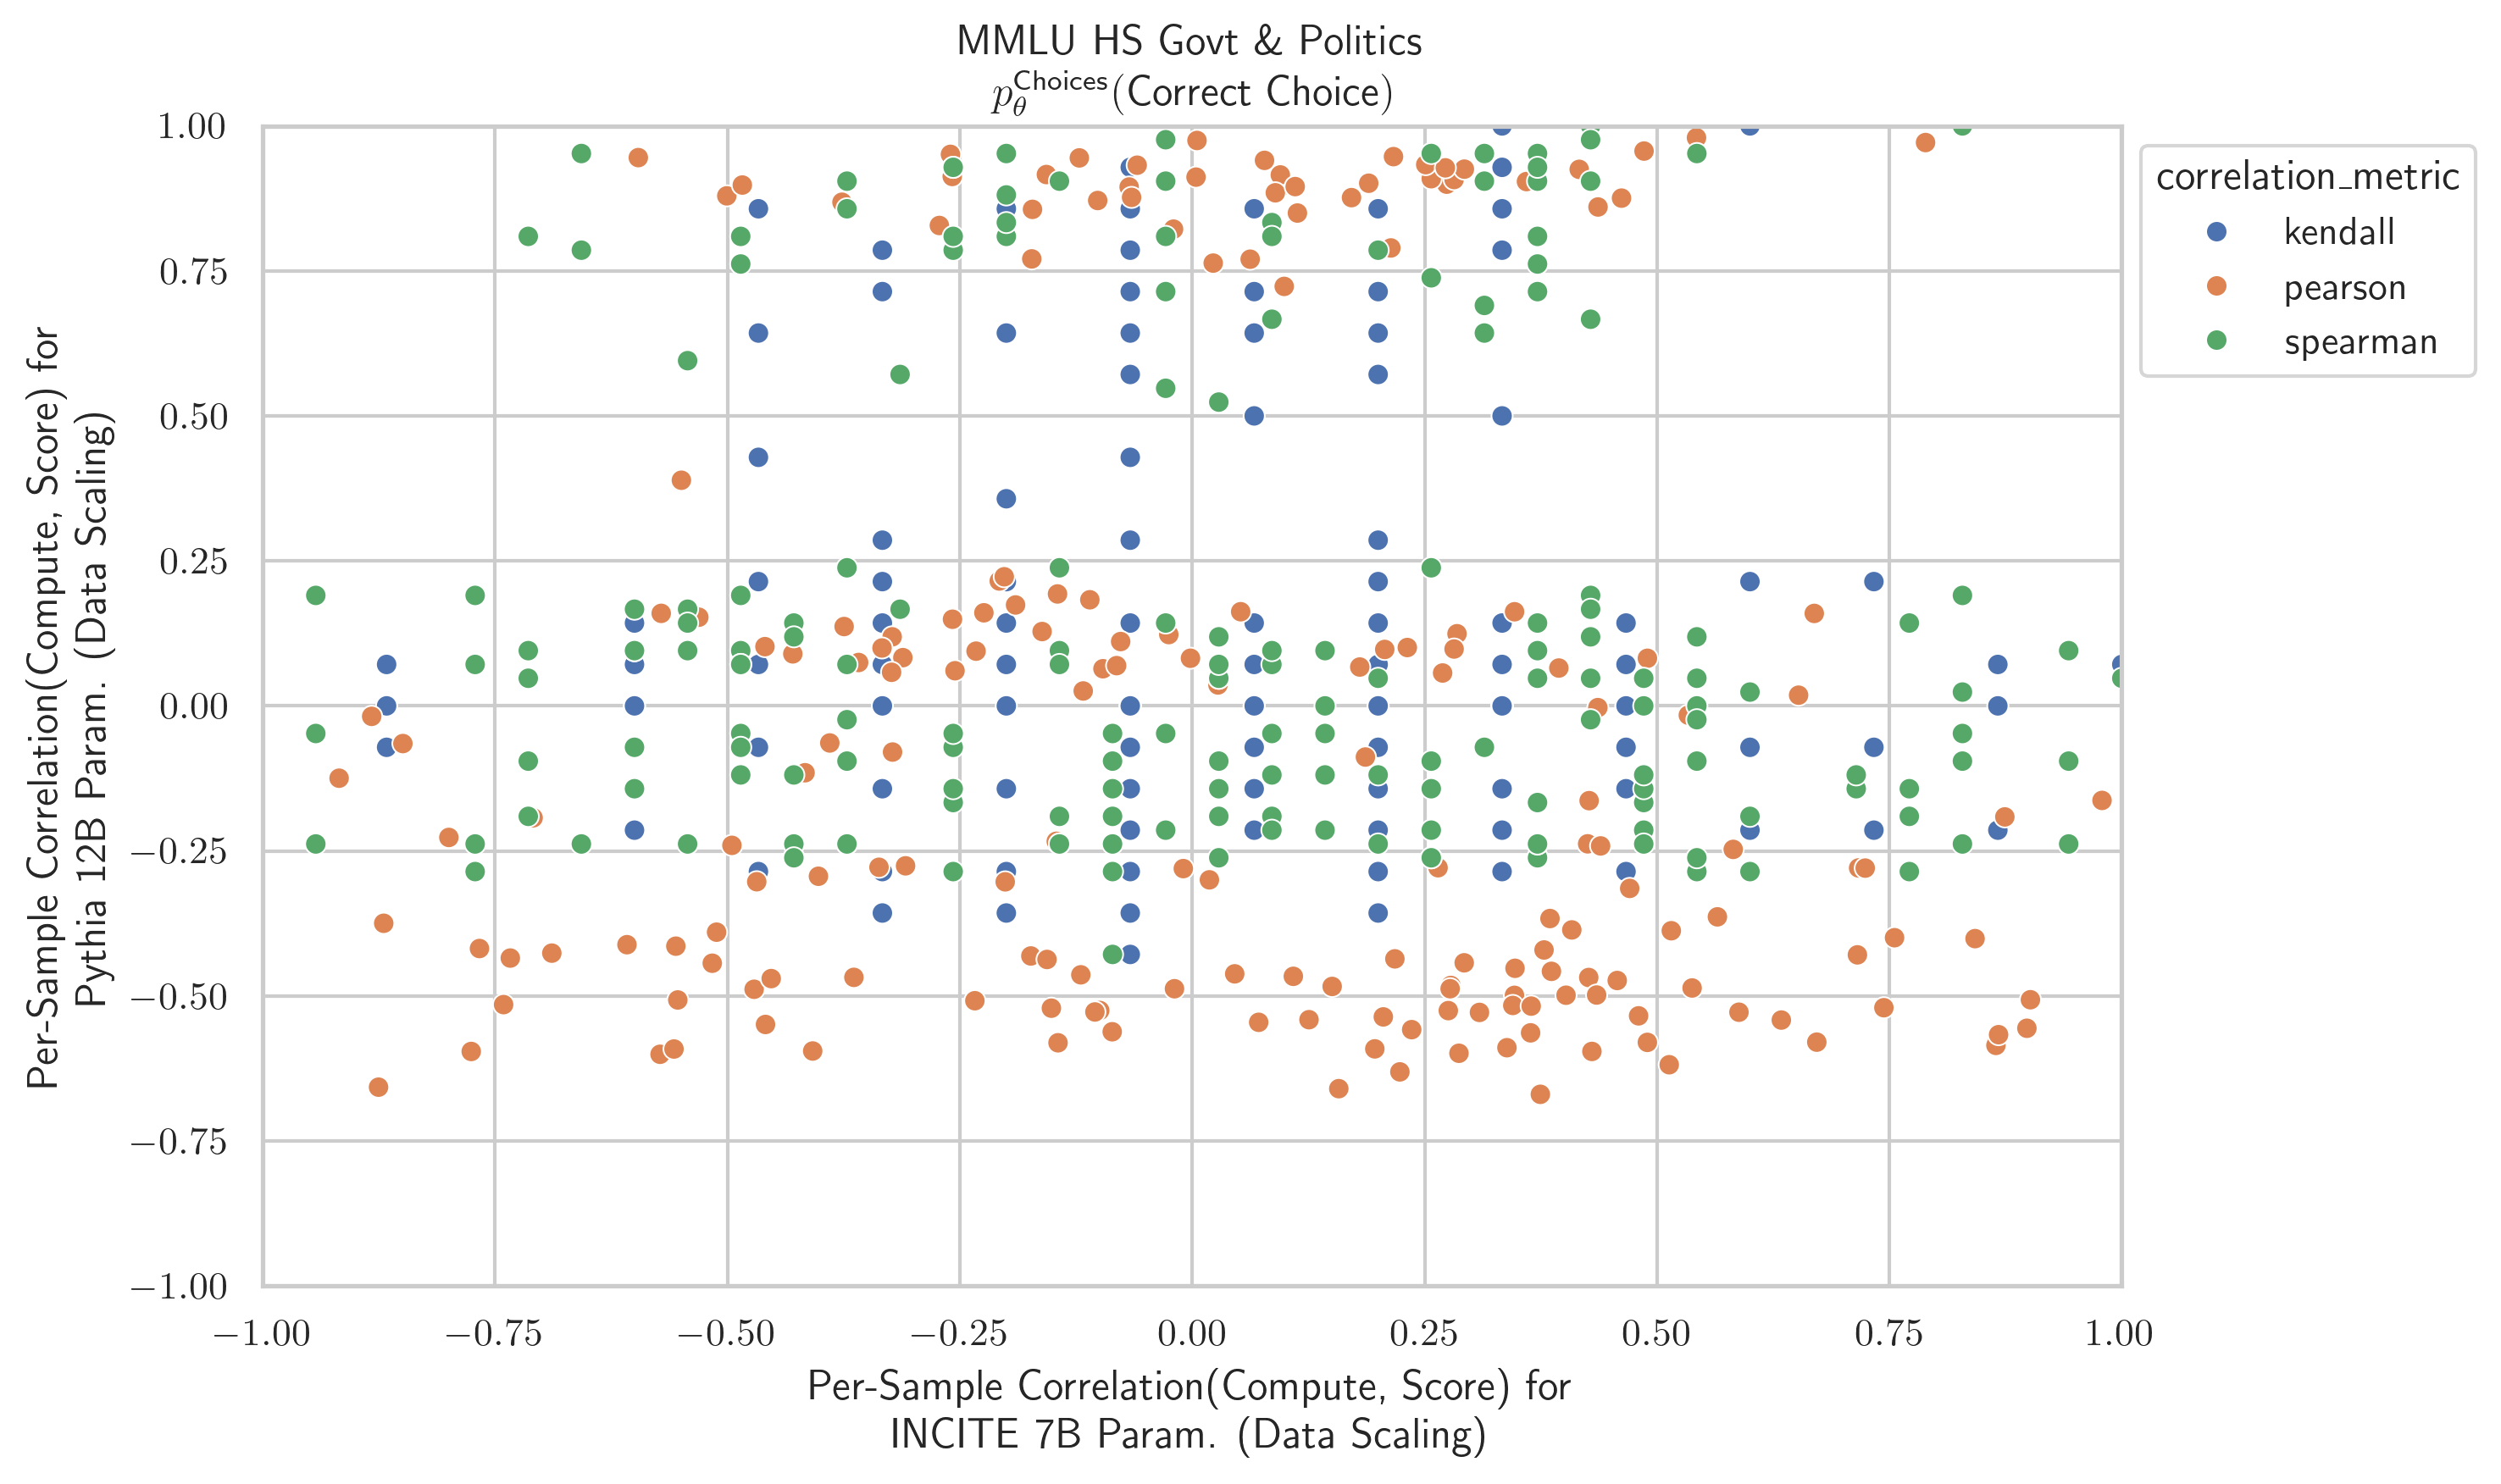 MMLU HS Govt & Politics
p_θ^Choices(Correct Choice)
1.00
0.75
0.50
0.25
0.00
−0.25
−0.50
−0.75
−1.00
Per-Sample Correlation(Compute, Score) for
Pythia 12B Param. (Data Scaling)
−1.00 −0.75 −0.50 −0.25 0.00 0.25 0.50 0.75 1.00
Per-Sample Correlation(Compute, Score) for
INCITE 7B Param. (Data Scaling)
correlation_metric
kendall
pearson
spearman